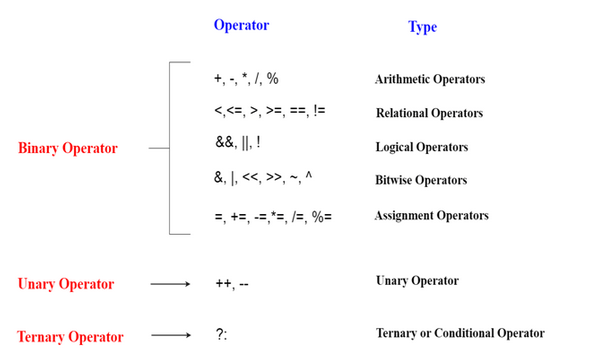 Operator Type
+, -, *, /, % Arithmetic Operators
<,<=, >, >=, ==, != Relational Operators
Binary Operator &&, ||, ! Logical Operators
&, |, <<, >>, ~, ^ Bitwise Operators
=, +=, -=,*=, /=, %= Assignment Operators
Unary Operator ++, -- Unary Operator
Ternary Operator ?: Ternary or Conditional Operator